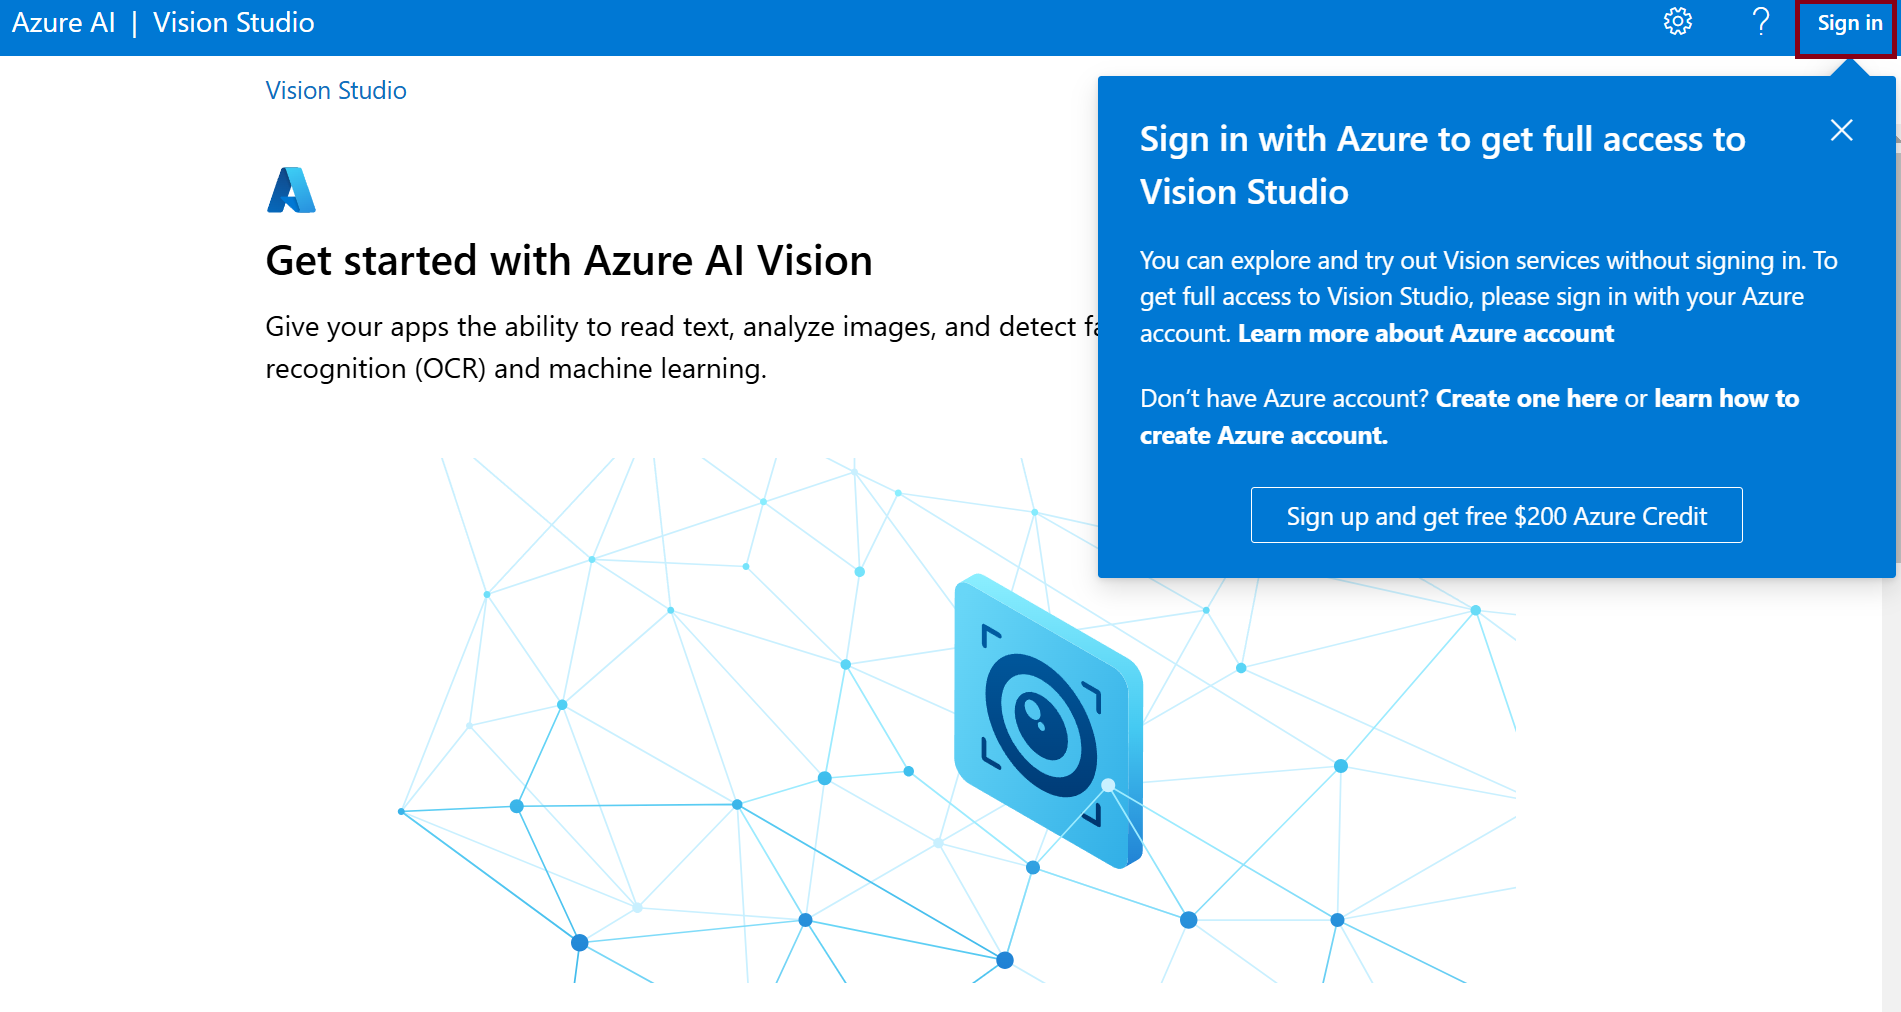 Azure AI | Vision Studio
?
Sign in
Vision Studio
Get started with Azure AI Vision
Give your apps the ability to read text, analyze images, and detect
recognition (OCR) and machine learning.
Sign in with Azure to get full access to
Vision Studio
You can explore and try out Vision services without signing in. To
get full access to Vision Studio, please sign in with your Azure
account. Learn more about Azure account
Don’t have Azure account? Create one here or learn how to
create Azure account.
Sign up and get free $200 Azure Credit